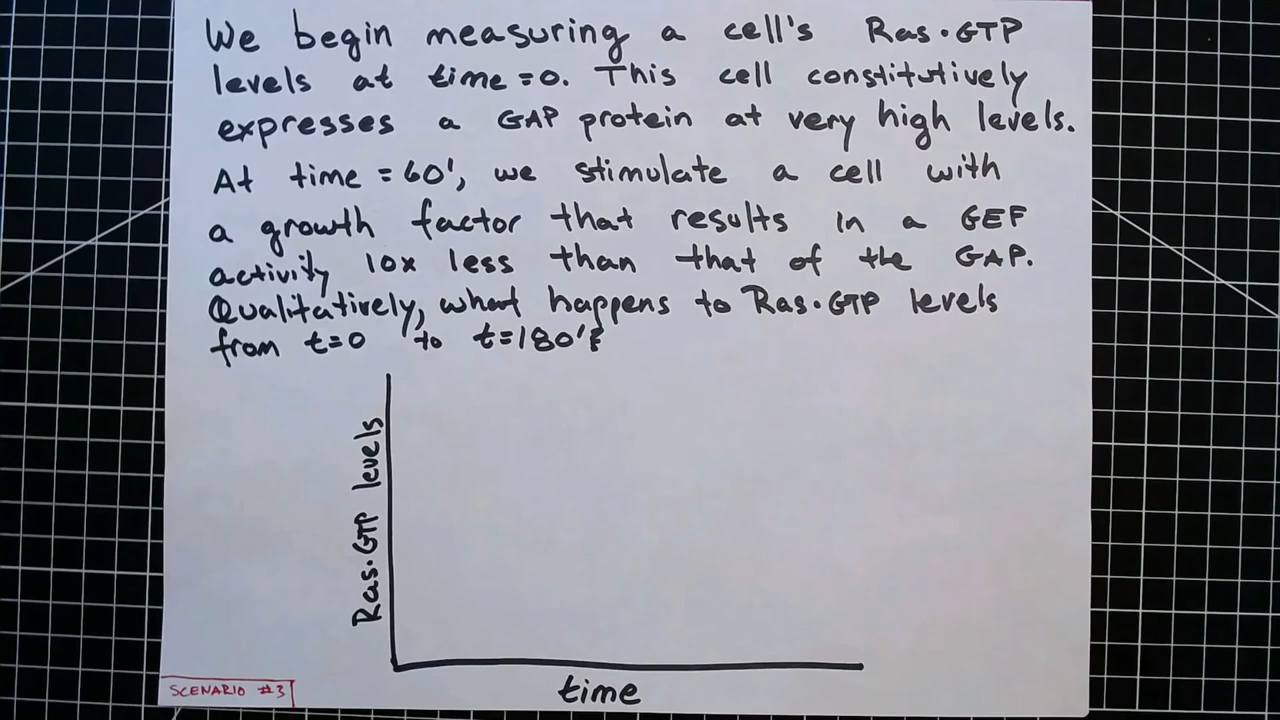 We begin measuring a cell's Ras•GTP
levels at time=0. This cell constitutively
expresses a GAP protein at very high levels.
At time=60', we stimulate a cell with
a growth factor that results in a GEF
activity 10x less than that of the GAP.
Qualitatively, what happens to Ras•GTP levels
from t=0 to t=180'?
Ras•GTP levels
time
SCENARIO #3